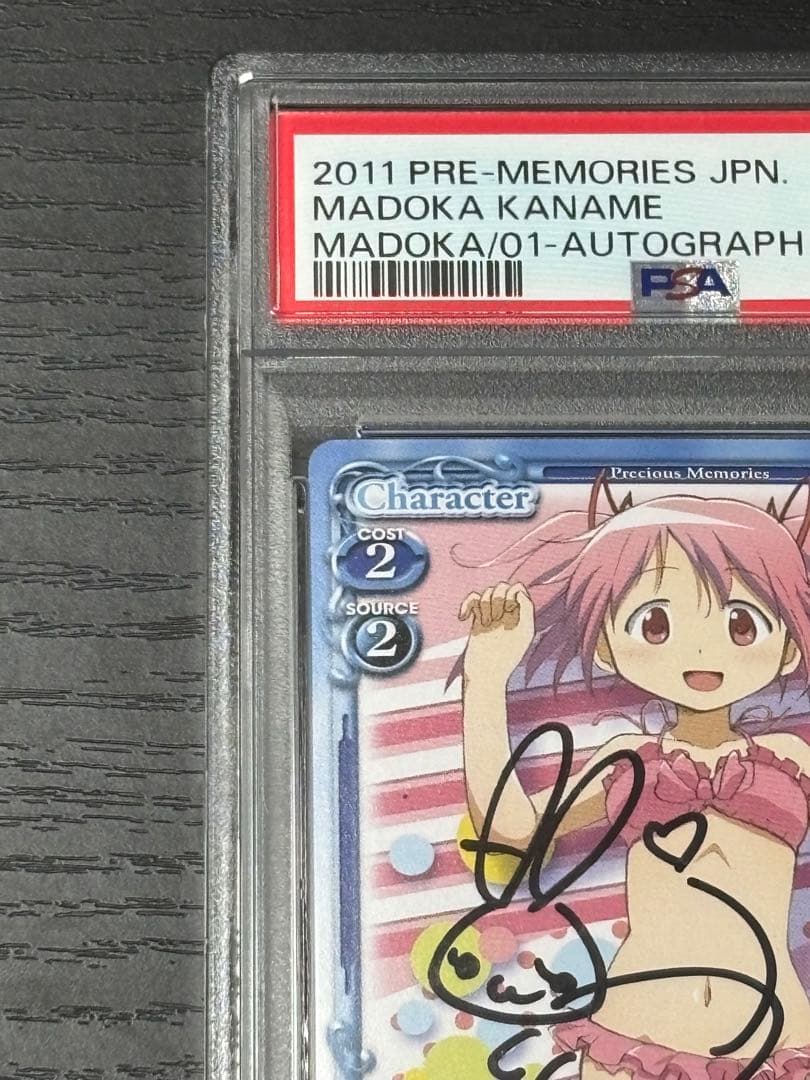 2011 PRE-MEMORIES JPN.
MADOKA KANAME
MADOKA/01-AUTOGRAPH
PSA
Precious Memories
Character
COST
2
SOURCE
2